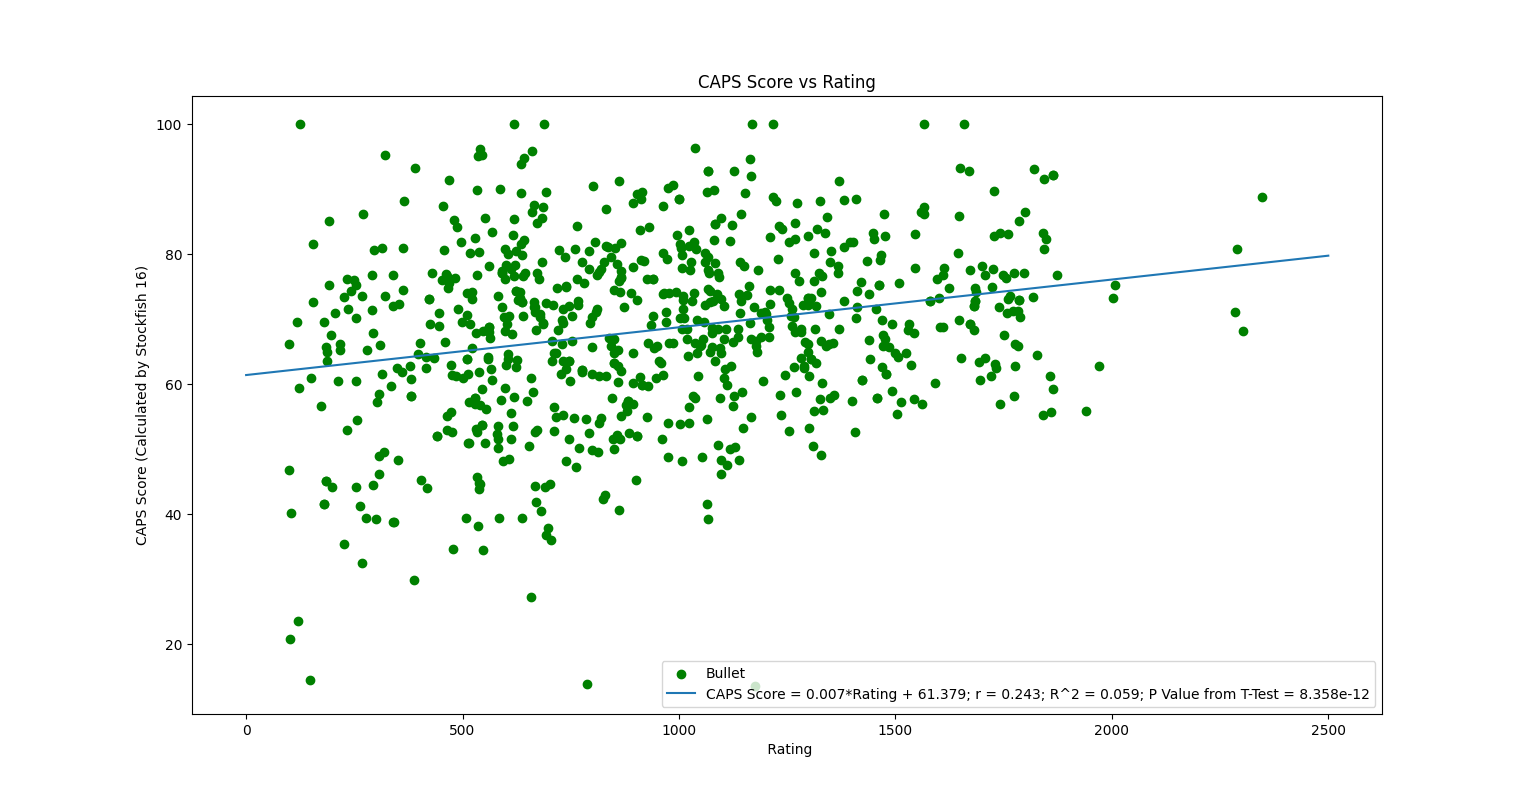 CAPS Score vs Rating
CAPS Score (Calculated by Stockfish 16)
100
80
60
40
20
Bullet
CAPS Score = 0.007*Rating + 61.379; r = 0.243; R^2 = 0.059; P Value from T-Test = 8.358e-12
0 500 1000 1500 2000 2500
Rating